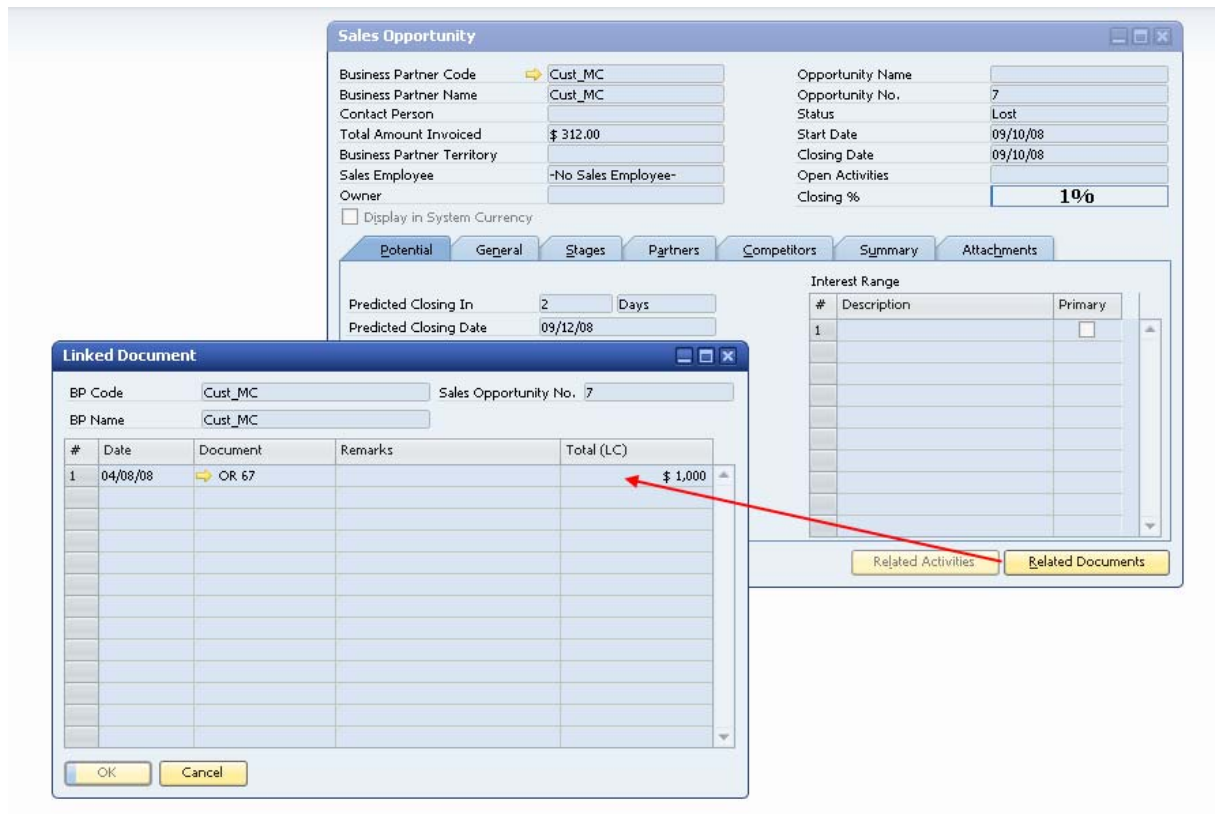 Sales Opportunity
Business Partner Code Cust_MC Opportunity Name
Business Partner Name Cust_MC Opportunity No. 7
Contact Person Status Lost
Total Amount Invoiced $ 312.00 Start Date 09/10/08
Business Partner Territory Closing Date 09/10/08
Sales Employee -No Sales Employee- Open Activities
Owner Closing % 1%
Display in System Currency
Potential General Stages Partners Competitors Summary Attachments
Interest Range
Predicted Closing In 2 Days # Description Primary
Predicted Closing Date 09/12/08 1
Linked Document
BP Code Cust_MC Sales Opportunity No. 7
BP Name Cust_MC
# Date Document Remarks Total (LC)
1 04/08/08 OR 67 $ 1,000
Related Activities Related Documents
OK Cancel